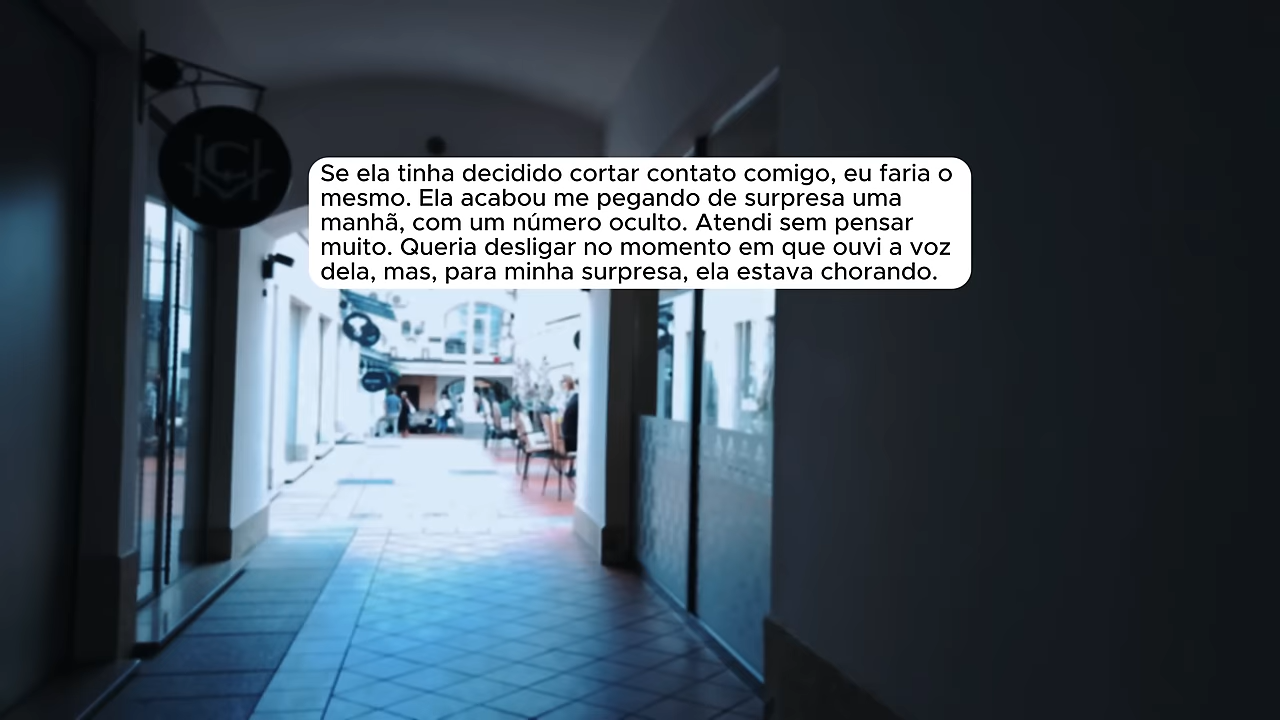 Se ela tinha decidido cortar contato comigo, eu faria o
mesmo. Ela acabou me pegando de surpresa uma
manhã, com um número oculto. Atendi sem pensar
muito. Queria desligar no momento em que ouvi a voz
dela, mas, para minha surpresa, ela estava chorando.